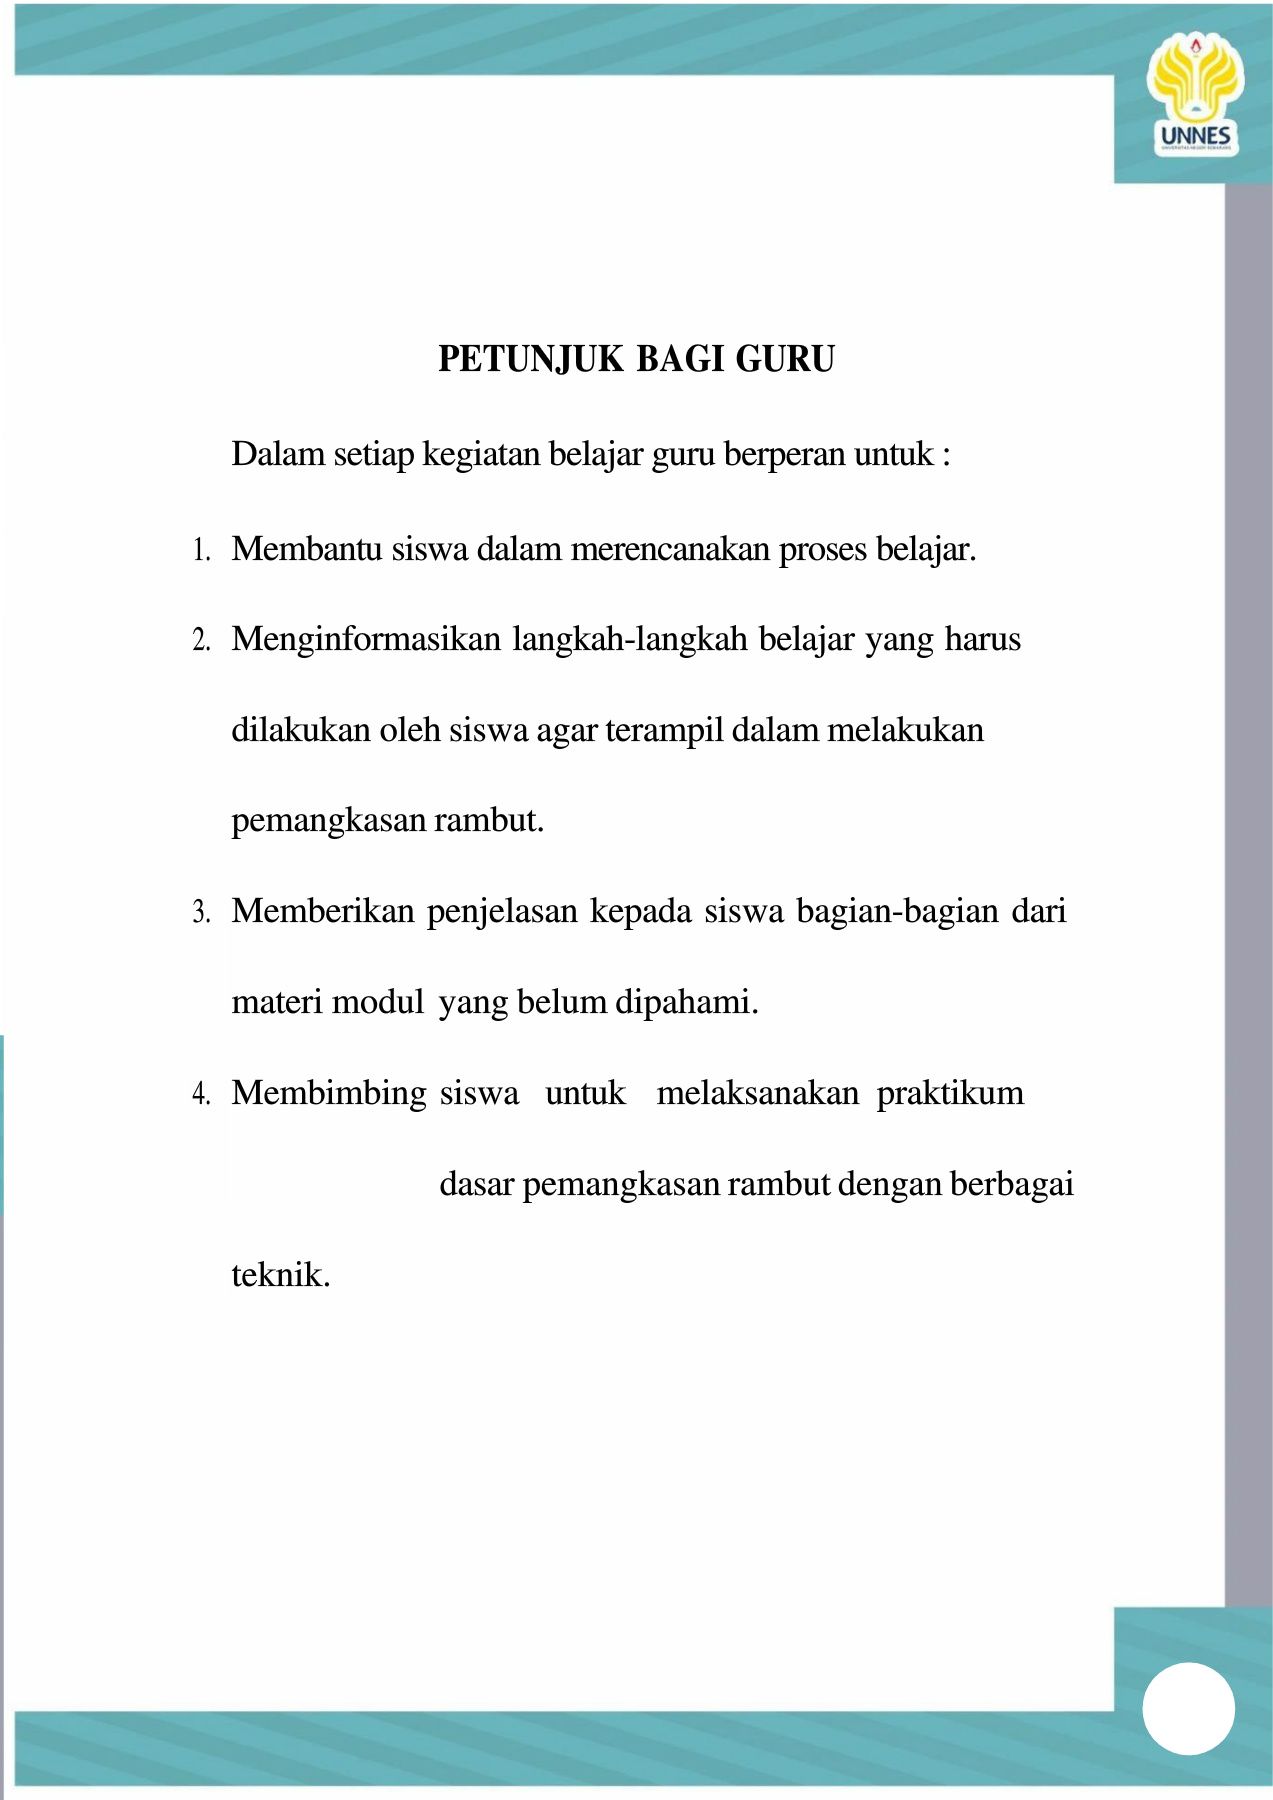 UNNES
UNIVERSITAS NEGERI SEMARANG
PETUNJUK BAGI GURU
Dalam setiap kegiatan belajar guru berperan untuk :
1. Membantu siswa dalam merencanakan proses belajar.
2. Menginformasikan langkah-langkah belajar yang harus
dilakukan oleh siswa agar terampil dalam melakukan
pemangkasan rambut.
3. Memberikan penjelasan kepada siswa bagian-bagian dari
materi modul yang belum dipahami.
4. Membimbing siswa untuk melaksanakan praktikum
dasar pemangkasan rambut dengan berbagai
teknik.